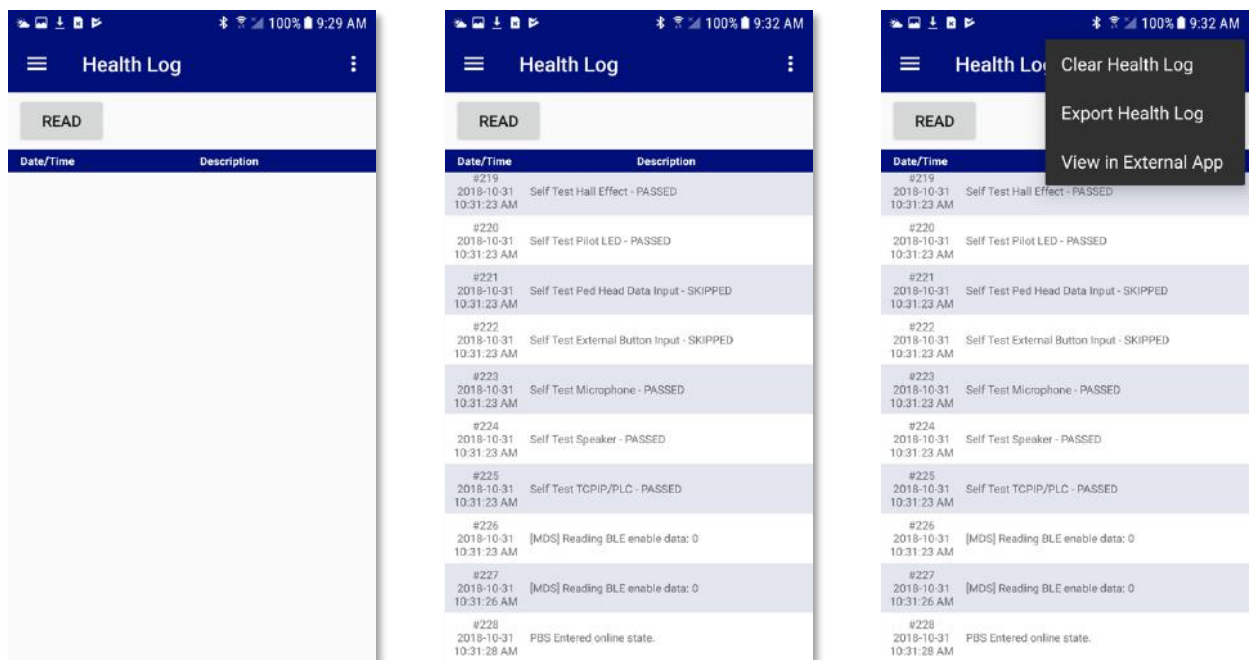 100% 9:29 AM
Health Log
READ
Date/Time Description
100% 9:32 AM
Health Log
READ
Date/Time Description
#219
2018-10-31 Self Test Hall Effect - PASSED
10:31:23 AM
#220
2018-10-31 Self Test Pilot LED - PASSED
10:31:23 AM
#221
2018-10-31 Self Test Ped Head Data Input - SKIPPED
10:31:23 AM
#222
2018-10-31 Self Test External Button Input - SKIPPED
10:31:23 AM
#223
2018-10-31 Self Test Microphone - PASSED
10:31:23 AM
#224
2018-10-31 Self Test Speaker - PASSED
10:31:23 AM
#225
2018-10-31 Self Test TCPIP/PLC - PASSED
10:31:23 AM
#226
2018-10-31 [MDS] Reading BLE enable data: 0
10:31:23 AM
#227
2018-10-31 [MDS] Reading BLE enable data: 0
10:31:26 AM
#228
2018-10-31 PBS Entered online state.
10:31:28 AM
100% 9:32 AM
Health Lo
Clear Health Log
Export Health Log
View in External App
READ
Date/Time
#219
2018-10-31 Self Test Hall Effect - PASSED
10:31:23 AM
#220
2018-10-31 Self Test Pilot LED - PASSED
10:31:23 AM
#221
2018-10-31 Self Test Ped Head Data Input - SKIPPED
10:31:23 AM
#222
2018-10-31 Self Test External Button Input - SKIPPED
10:31:23 AM
#223
2018-10-31 Self Test Microphone - PASSED
10:31:23 AM
#224
2018-10-31 Self Test Speaker - PASSED
10:31:23 AM
#225
2018-10-31 Self Test TCPIP/PLC - PASSED
10:31:23 AM
#226
2018-10-31 [MDS] Reading BLE enable data: 0
10:31:23 AM
#227
2018-10-31 [MDS] Reading BLE enable data: 0
10:31:26 AM
#228
2018-10-31 PBS Entered online state.
10:31:28 AM